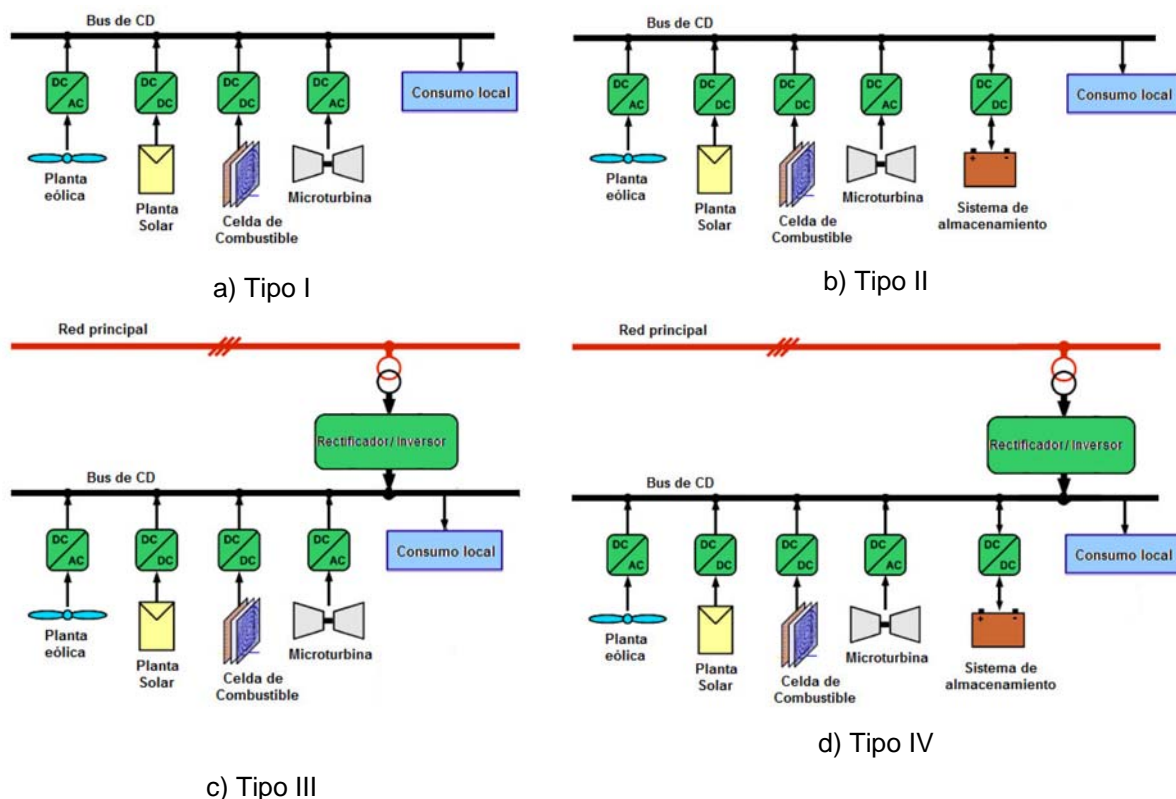 Bus de CD
DC
AC
DC
DC
DC
DC
DC
AC
Consumo local
Planta
eólica
Planta
Solar
Celda de
Combustible
Microturbina
a) Tipo I
Bus de CD
DC
AC
DC
DC
DC
DC
DC
AC
DC
DC
Consumo local
Planta
eólica
Planta
Solar
Celda de
Combustible
Microturbina
+ -
Sistema de
almacenamiento
b) Tipo II
Red principal
Rectificador/ Inversor
Bus de CD
DC
AC
DC
DC
DC
DC
DC
AC
Consumo local
Planta
eólica
Planta
Solar
Celda de
Combustible
Microturbina
c) Tipo III
Red principal
Rectificador/ Inversor
Bus de CD
DC
AC
DC
DC
DC
DC
DC
AC
DC
DC
Consumo local
Planta
eólica
Planta
Solar
Celda de
Combustible
Microturbina
+ -
Sistema de
almacenamiento
d) Tipo IV